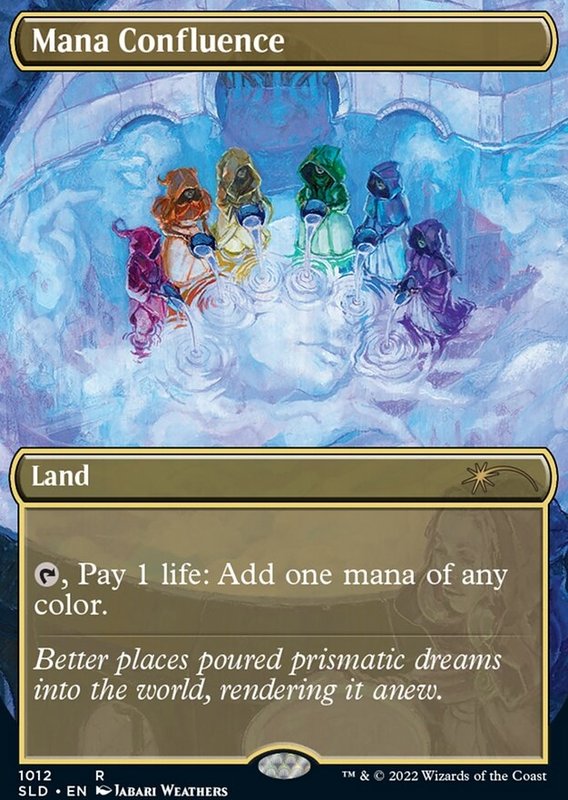 Mana Confluence
Land
, Pay 1 life: Add one mana of any
color.
Better places poured prismatic dreams
into the world, rendering it anew.
1012 R
SLD • EN Jabari Weathers
™ & © 2022 Wizards of the Coast